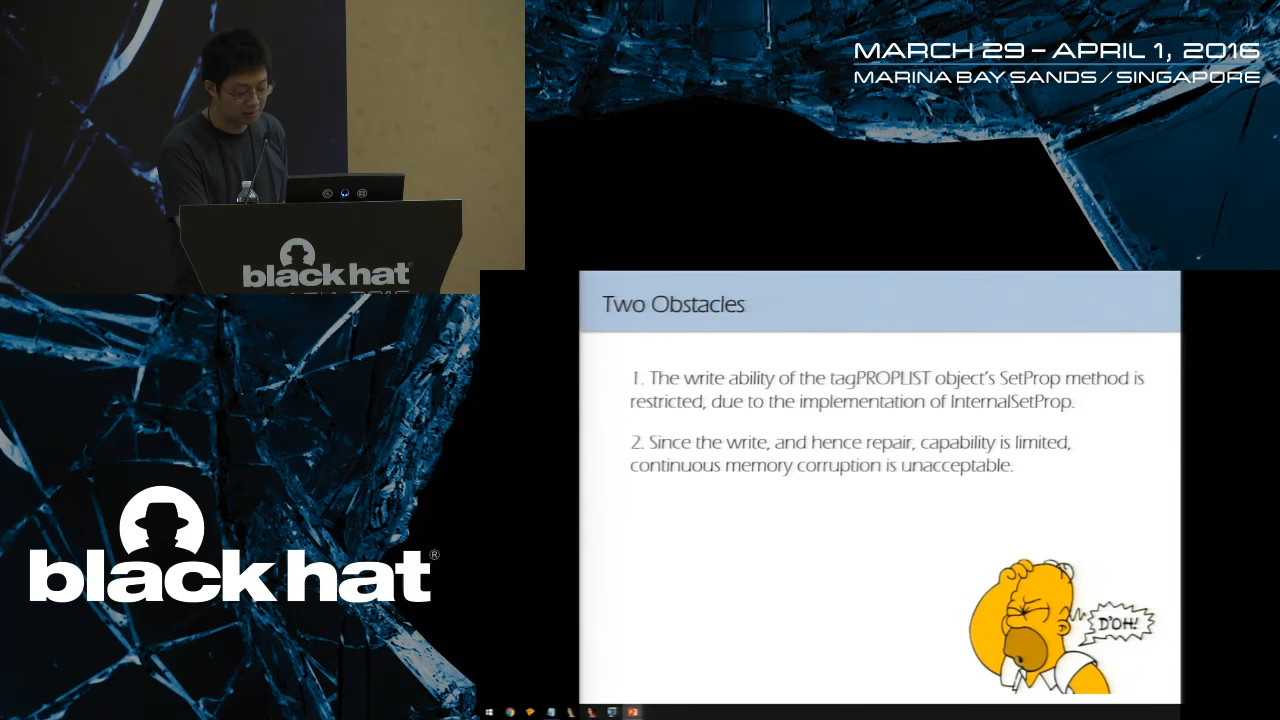 MARCH 29 - APRIL 1, 2016
MARINA BAY SANDS / SINGAPORE
black hat
Two Obstacles
1. The write ability of the tagPROPLIST object's SetProp method is
restricted, due to the implementation of InternalSetProp.
2. Since the write, and hence repair, capability is limited,
continuous memory corruption is unacceptable.
D'OH!
black hat®